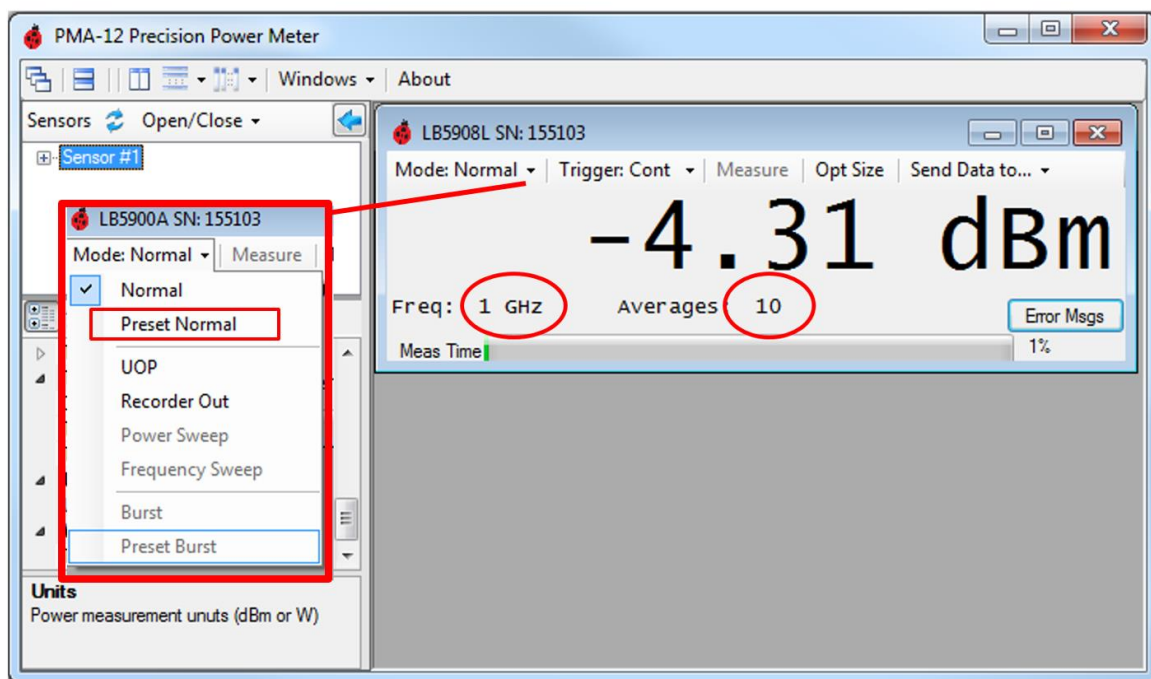 PMA-12 Precision Power Meter
Windows
About
Sensors
Open/Close
Sensor #1
LB5900A SN: 155103
Mode: Normal
Measure
Normal
Preset Normal
UOP
Recorder Out
Power Sweep
Frequency Sweep
Burst
Preset Burst
Units
Power measurement ununts (dBm or W)
LB5908L SN: 155103
Mode: Normal
Trigger: Cont
Measure
Opt Size
Send Data to...
-4.31 dBm
Freq: 1 GHz
Averages: 10
Error Msgs
Meas Time
1%